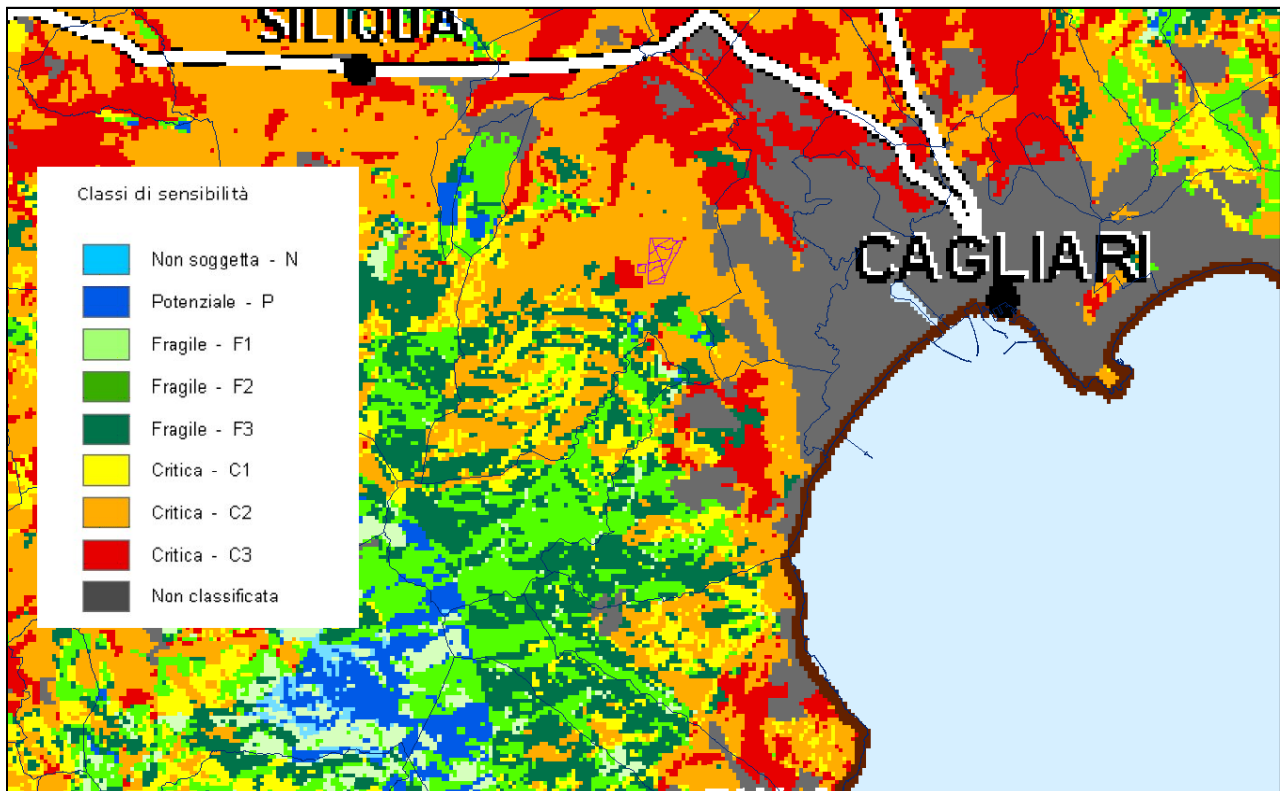 SILIQUA
Classi di sensibilità
Non soggetta - N
Potenziale - P
Fragile - F1
Fragile - F2
Fragile - F3
Critica - C1
Critica - C2
Critica - C3
Non classificata
CAGLIARI